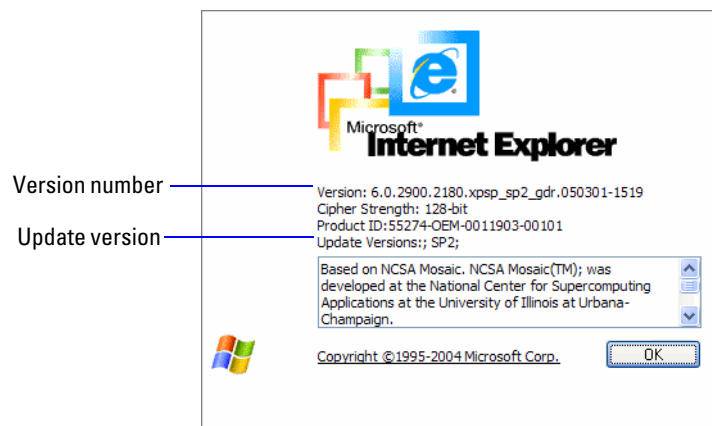 Microsoft®
Internet Explorer
Version number
Version: 6.0.2900.2180.xpsp_sp2_gdr.050301-1519
Cipher Strength: 128-bit
Product ID:55274-OEM-0011903-00101
Update version
Update Versions:; SP2;
Based on NCSA Mosaic. NCSA Mosaic(TM); was
developed at the National Center for Supercomputing
Applications at the University of Illinois at Urbana-
Champaign.
Copyright ©1995-2004 Microsoft Corp.
OK